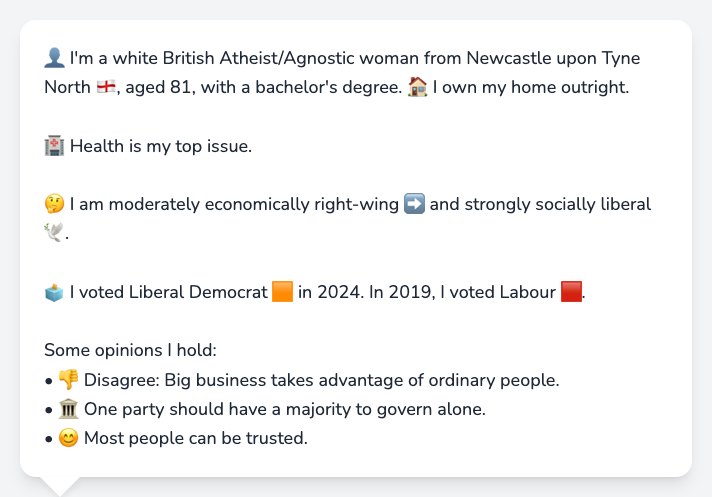 👤 I'm a white British Atheist/Agnostic woman from Newcastle upon Tyne
North 🏴󠁧󠁢󠁥󠁮󠁧󠁿, aged 81, with a bachelor's degree. 🏠 I own my home outright.
🏥 Health is my top issue.
🤔 I am moderately economically right-wing ➡️ and strongly socially liberal
🕊️.
🗳️ I voted Liberal Democrat 🟧 in 2024. In 2019, I voted Labour 🟥.
Some opinions I hold:
• 👎 Disagree: Big business takes advantage of ordinary people.
• 🏛️ One party should have a majority to govern alone.
• 😊 Most people can be trusted.